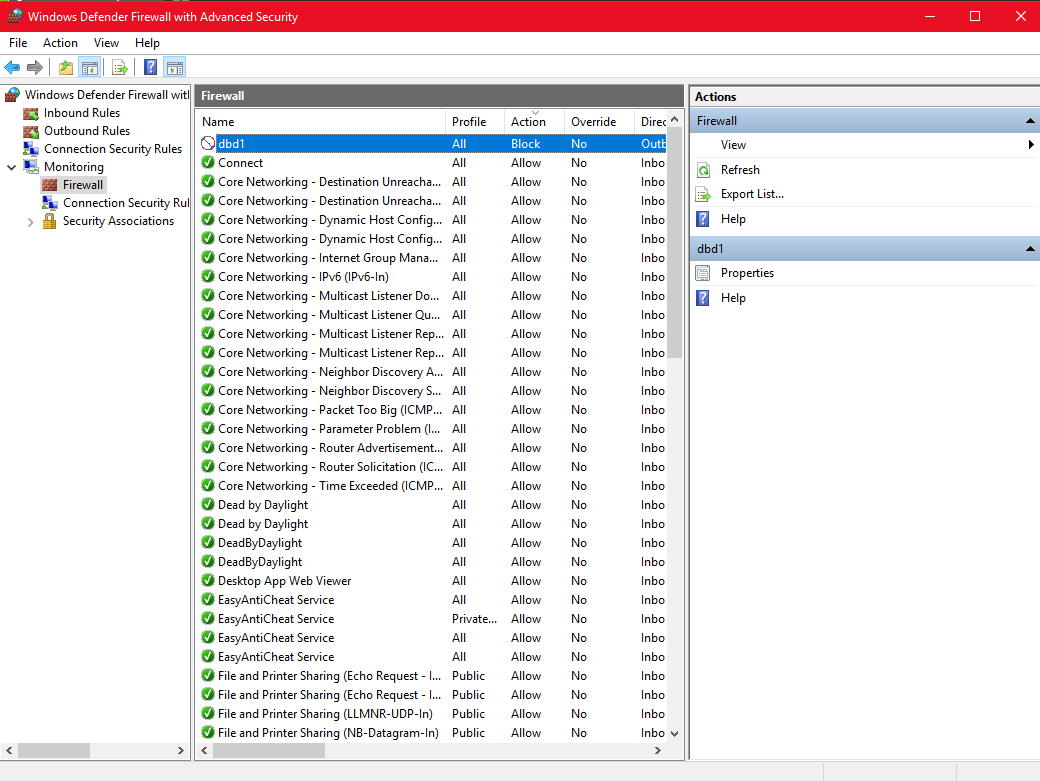 Windows Defender Firewall with Advanced Security
File Action View Help
Windows Defender Firewall with
Inbound Rules
Outbound Rules
Connection Security Rules
Monitoring
Firewall
Connection Security Rul
Security Associations
Firewall
Name Profile Action Override Direc
dbd1 All Block No Outb
Connect All Allow No Inbo
Core Networking - Destination Unreacha... All Allow No Inbo
Core Networking - Destination Unreacha... All Allow No Inbo
Core Networking - Dynamic Host Config... All Allow No Inbo
Core Networking - Dynamic Host Config... All Allow No Inbo
Core Networking - Internet Group Mana... All Allow No Inbo
Core Networking - IPv6 (IPv6-In) All Allow No Inbo
Core Networking - Multicast Listener Do... All Allow No Inbo
Core Networking - Multicast Listener Qu... All Allow No Inbo
Core Networking - Multicast Listener Rep... All Allow No Inbo
Core Networking - Multicast Listener Rep... All Allow No Inbo
Core Networking - Neighbor Discovery A... All Allow No Inbo
Core Networking - Neighbor Discovery S... All Allow No Inbo
Core Networking - Packet Too Big (ICMP... All Allow No Inbo
Core Networking - Parameter Problem (I... All Allow No Inbo
Core Networking - Router Advertisement... All Allow No Inbo
Core Networking - Router Solicitation (IC... All Allow No Inbo
Core Networking - Time Exceeded (ICMP... All Allow No Inbo
Dead by Daylight All Allow No Inbo
Dead by Daylight All Allow No Inbo
DeadByDaylight All Allow No Inbo
DeadByDaylight All Allow No Inbo
Desktop App Web Viewer All Allow No Inbo
EasyAntiCheat Service All Allow No Inbo
EasyAntiCheat Service Private... Allow No Inbo
EasyAntiCheat Service All Allow No Inbo
EasyAntiCheat Service All Allow No Inbo
File and Printer Sharing (Echo Request - I... Public Allow No Inbo
File and Printer Sharing (Echo Request - I... Public Allow No Inbo
File and Printer Sharing (LLMNR-UDP-In) Public Allow No Inbo
File and Printer Sharing (NB-Datagram-In) Public Allow No Inbo
Actions
Firewall
View
Refresh
Export List...
Help
dbd1
Properties
Help